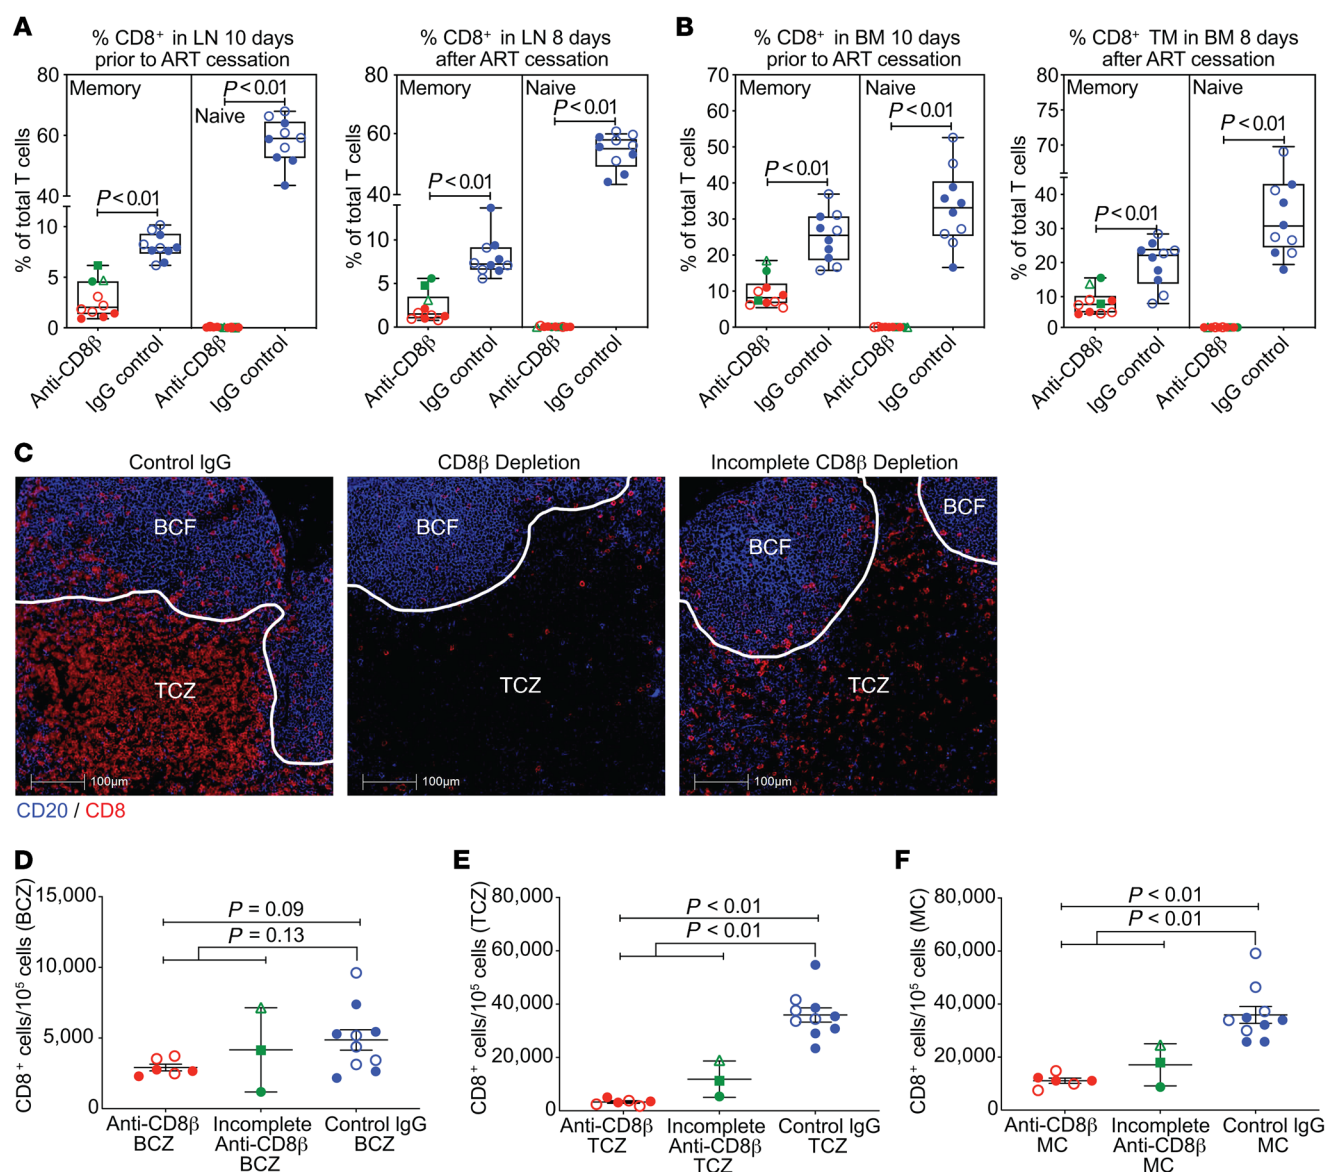 A
% CD8⁺ in LN 10 days
prior to ART cessation
% CD8⁺ in LN 8 days
after ART cessation
B
% CD8⁺ in BM 10 days
prior to ART cessation
% CD8⁺ TM in BM 8 days
after ART cessation
% of total T cells
80
60
40
10
5
0
Memory
P < 0.01
Naive
P < 0.01
Anti-CD8β
IgG control
Anti-CD8β
IgG control
% of total T cells
80
60
40
10
5
0
Memory
P < 0.01
Naive
P < 0.01
Anti-CD8β
IgG control
Anti-CD8β
IgG control
% of total T cells
70
60
50
40
30
20
10
0
Memory
P < 0.01
Naive
P < 0.01
Anti-CD8β
IgG control
Anti-CD8β
IgG control
% of total T cells
80
75
70
40
30
20
10
0
Memory
P < 0.01
Naive
P < 0.01
Anti-CD8β
IgG control
Anti-CD8β
IgG control
C
Control IgG
CD8β Depletion
Incomplete CD8β Depletion
BCF
TCZ
100μm
BCF
TCZ
100μm
BCF
BCF
TCZ
100μm
CD20 / CD8
D
CD8⁺ cells/10⁵ cells (BCZ)
15,000
10,000
5,000
0
P = 0.09
P = 0.13
Anti-CD8β
BCZ
Incomplete
Anti-CD8β
BCZ
Control IgG
BCZ
E
CD8⁺ cells/10⁵ cells (TCZ)
80,000
60,000
40,000
20,000
0
P < 0.01
P < 0.01
Anti-CD8β
TCZ
Incomplete
Anti-CD8β
TCZ
Control IgG
TCZ
F
CD8⁺ cells/10⁵ cells (MC)
80,000
60,000
40,000
20,000
0
P < 0.01
P < 0.01
Anti-CD8β
MC
Incomplete
Anti-CD8β
MC
Control IgG
MC